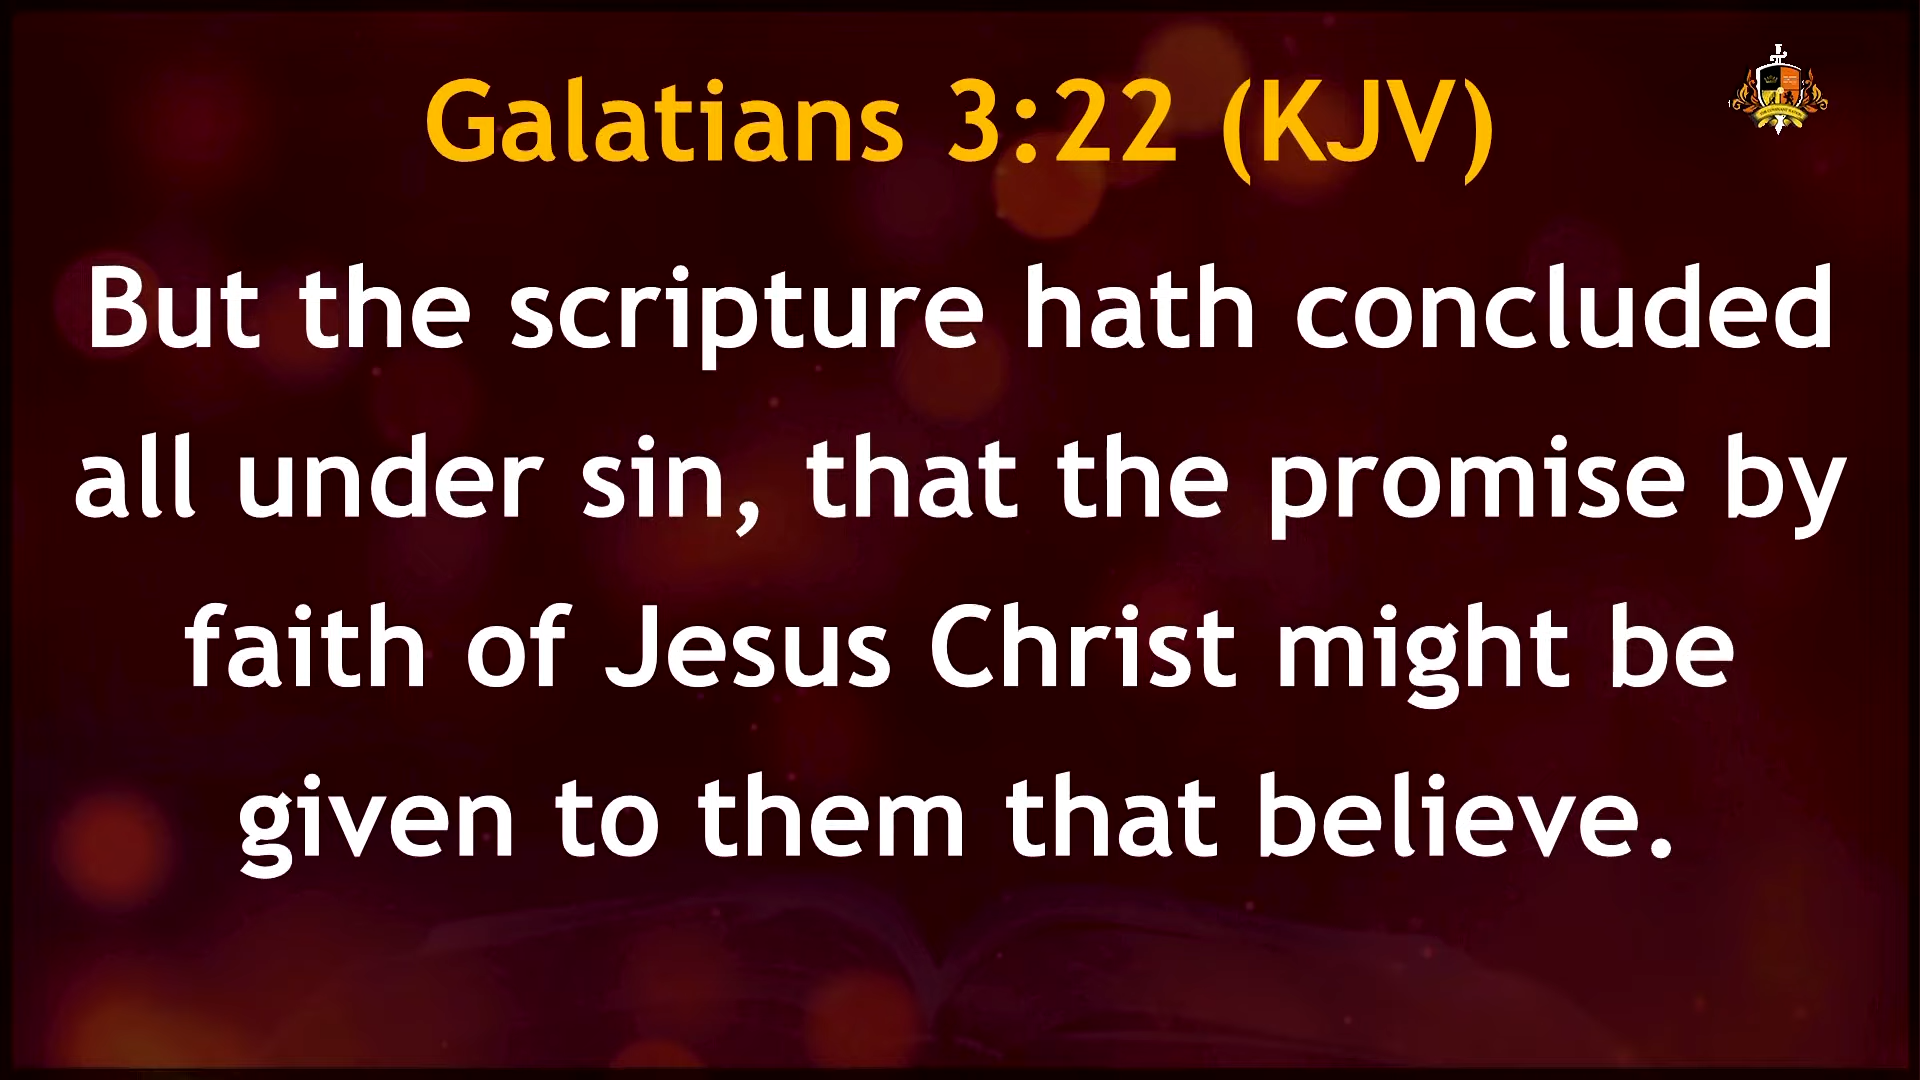 Galatians 3:22 (KJV)
But the scripture hath concluded
all under sin, that the promise by
faith of Jesus Christ might be
given to them that believe.